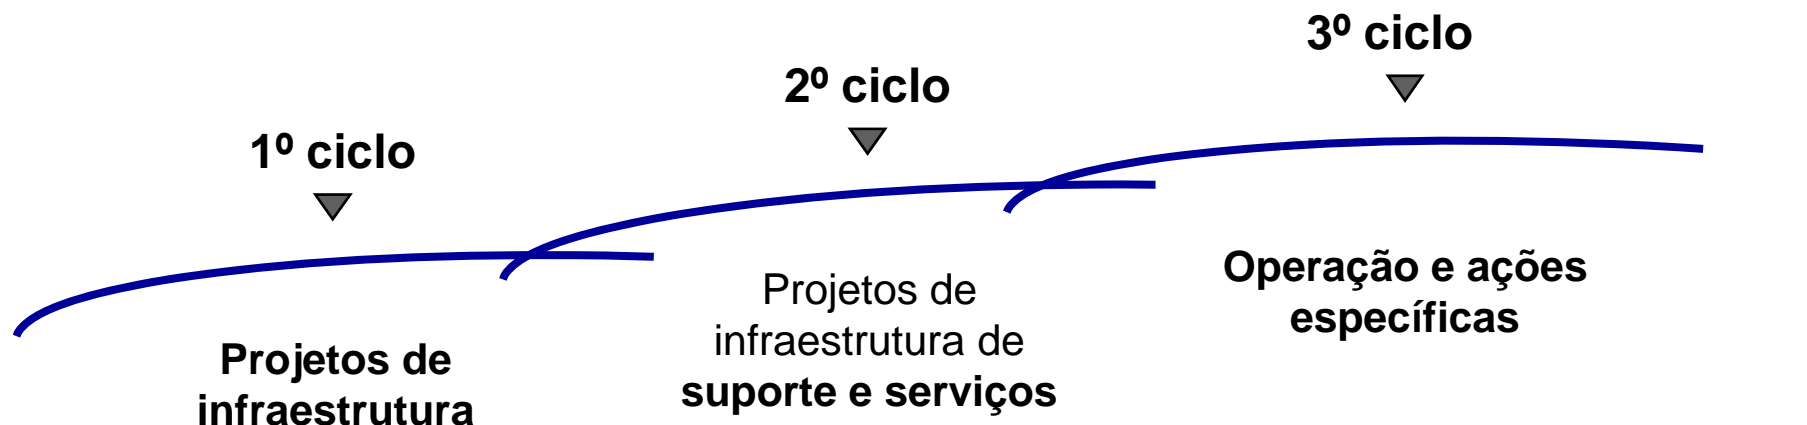 1º ciclo
Projetos de
infraestrutura
2º ciclo
Projetos de
infraestrutura de
suporte e serviços
3º ciclo
Operação e ações
específicas